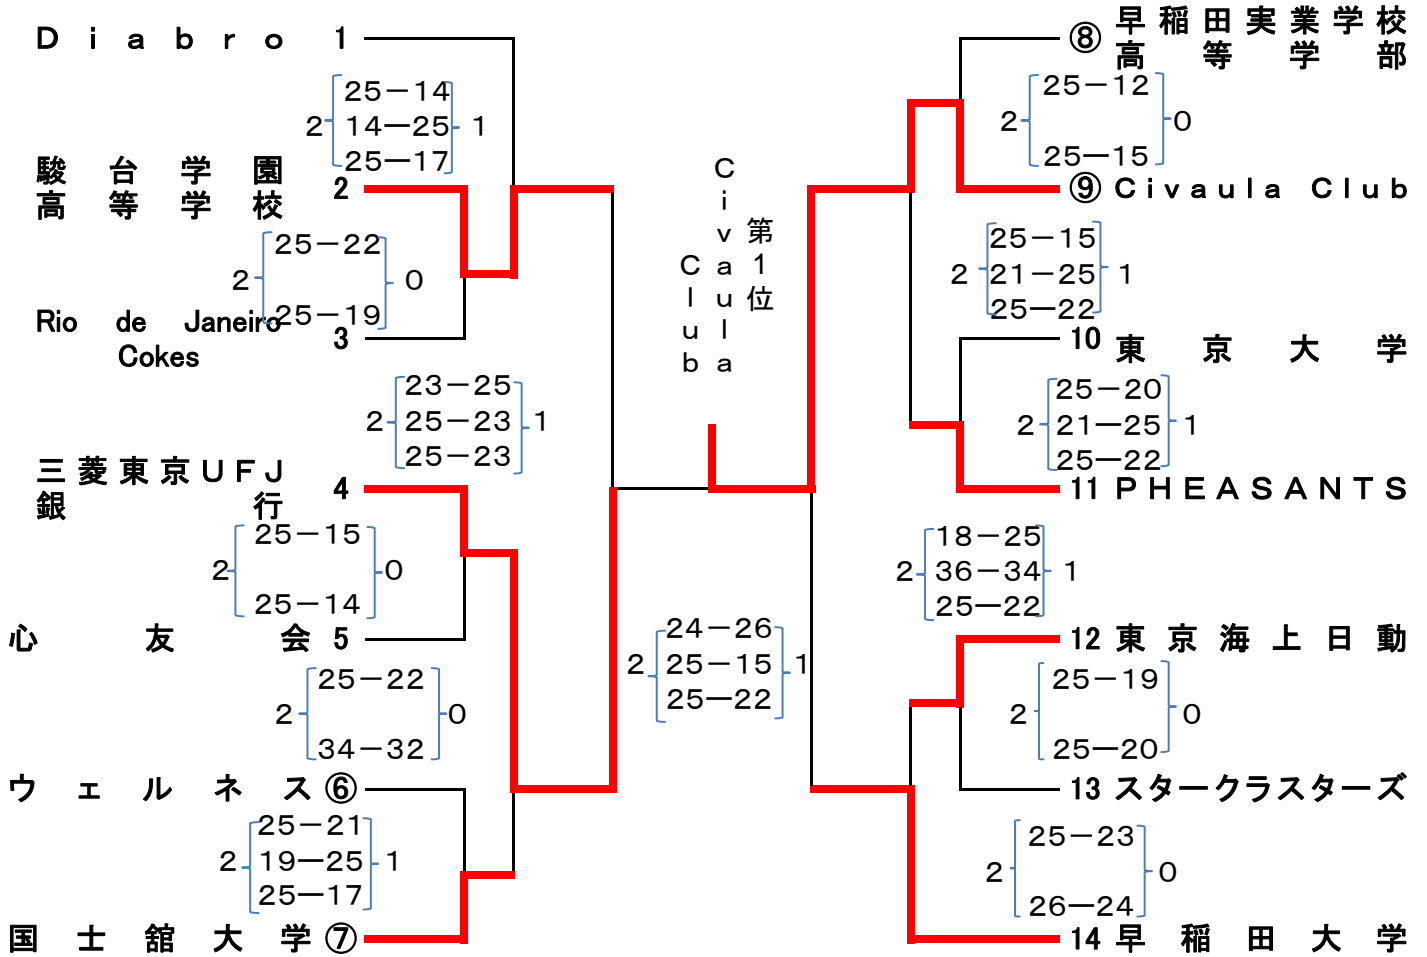 Diabro 1
25-14
2 14-25 1
25-17
駿台学園
高等学校 2
25-22
2 0
25-19
Rio de Janeiro
Cokes 3
23-25
2 25-23 1
25-23
三菱東京UFJ
銀行 4
25-15
2 0
25-14
心友会 5
25-22
2 0
34-32
ウェルネス ⑥
25-21
2 19-25 1
25-17
国士舘大学 ⑦
第1位
Civaula
Club
24-26
2 25-15 1
25-22
⑧ 早稲田実業学校
高等学部
25-12
2 0
25-15
⑨ Civaula Club
25-15
2 21-25 1
25-22
10 東京大学
25-20
2 21-25 1
25-22
11 PHEASANTS
18-25
2 36-34 1
25-22
12 東京海上日動
25-19
2 0
25-20
13 スタークラスターズ
25-23
2 0
26-24
14 早稲田大学